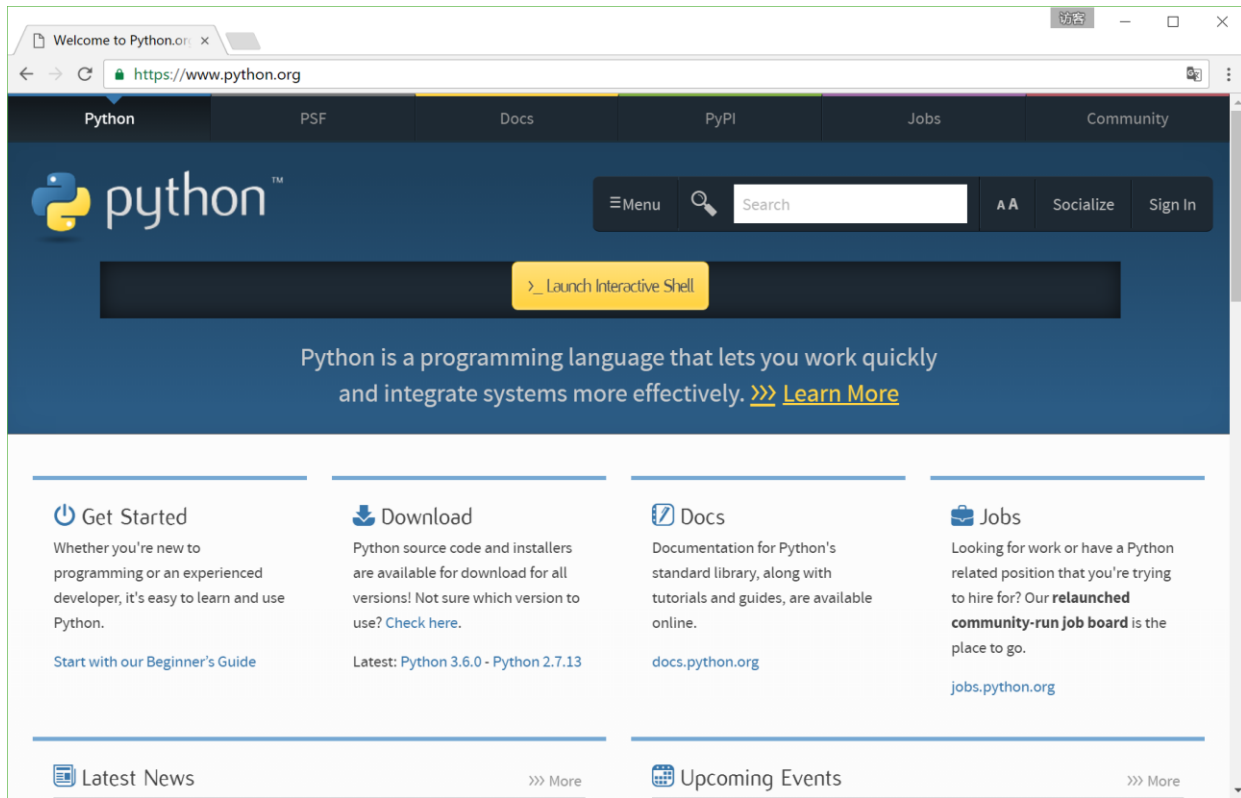 访客
Welcome to Python.or
https://www.python.org
Python PSF Docs PyPI Jobs Community
python™
≡Menu Search A A Socialize Sign In
>_ Launch Interactive Shell
Python is a programming language that lets you work quickly
and integrate systems more effectively. >>> Learn More
Get Started
Whether you're new to
programming or an experienced
developer, it's easy to learn and use
Python.
Start with our Beginner's Guide
Download
Python source code and installers
are available for download for all
versions! Not sure which version to
use? Check here.
Latest: Python 3.6.0 - Python 2.7.13
Docs
Documentation for Python's
standard library, along with
tutorials and guides, are available
online.
docs.python.org
Jobs
Looking for work or have a Python
related position that you're trying
to hire for? Our relaunched
community-run job board is the
place to go.
jobs.python.org
Latest News >>> More
Upcoming Events >>> More